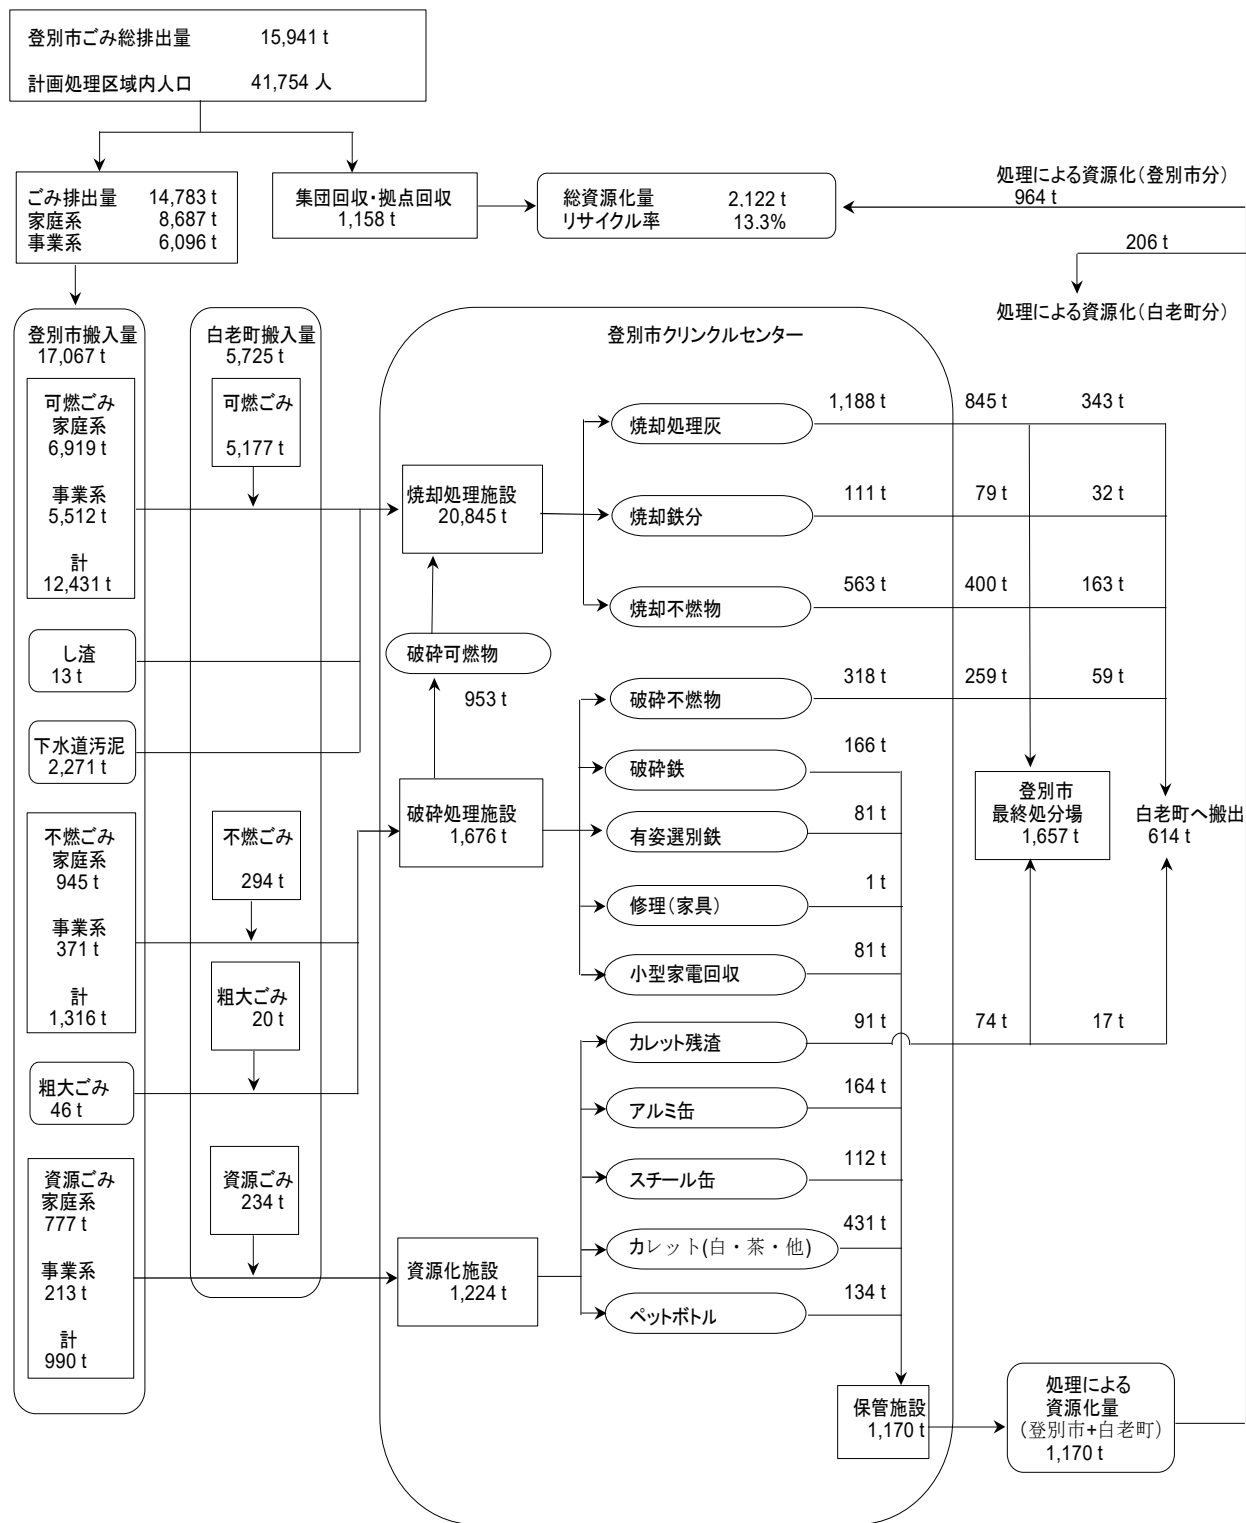 登別市ごみ総排出量 15,941 t
計画処理区域内人口 41,754 人
ごみ排出量 14,783 t
家庭系 8,687 t
事業系 6,096 t
集団回収・拠点回収
1,158 t
総資源化量 2,122 t
リサイクル率 13.3%
処理による資源化(登別市分)
964 t
206 t
処理による資源化(白老町分)
登別市搬入量
17,067 t
可燃ごみ
家庭系
6,919 t
事業系
5,512 t
計
12,431 t
し渣
13 t
下水道汚泥
2,271 t
不燃ごみ
家庭系
945 t
事業系
371 t
計
1,316 t
粗大ごみ
46 t
資源ごみ
家庭系
777 t
事業系
213 t
計
990 t
白老町搬入量
5,725 t
可燃ごみ
5,177 t
不燃ごみ
294 t
粗大ごみ
20 t
資源ごみ
234 t
登別市クリンクルセンター
焼却処理施設
20,845 t
破砕可燃物
953 t
破砕処理施設
1,676 t
資源化施設
1,224 t
焼却処理灰 1,188 t 845 t 343 t
焼却鉄分 111 t 79 t 32 t
焼却不燃物 563 t 400 t 163 t
破砕不燃物 318 t 259 t 59 t
破砕鉄 166 t
有姿選別鉄 81 t
修理(家具) 1 t
小型家電回収 81 t
カレット残渣 91 t 74 t 17 t
アルミ缶 164 t
スチール缶 112 t
カレット(白・茶・他) 431 t
ペットボトル 134 t
登別市
最終処分場
1,657 t
白老町へ搬出
614 t
保管施設
1,170 t
処理による
資源化量
(登別市+白老町)
1,170 t